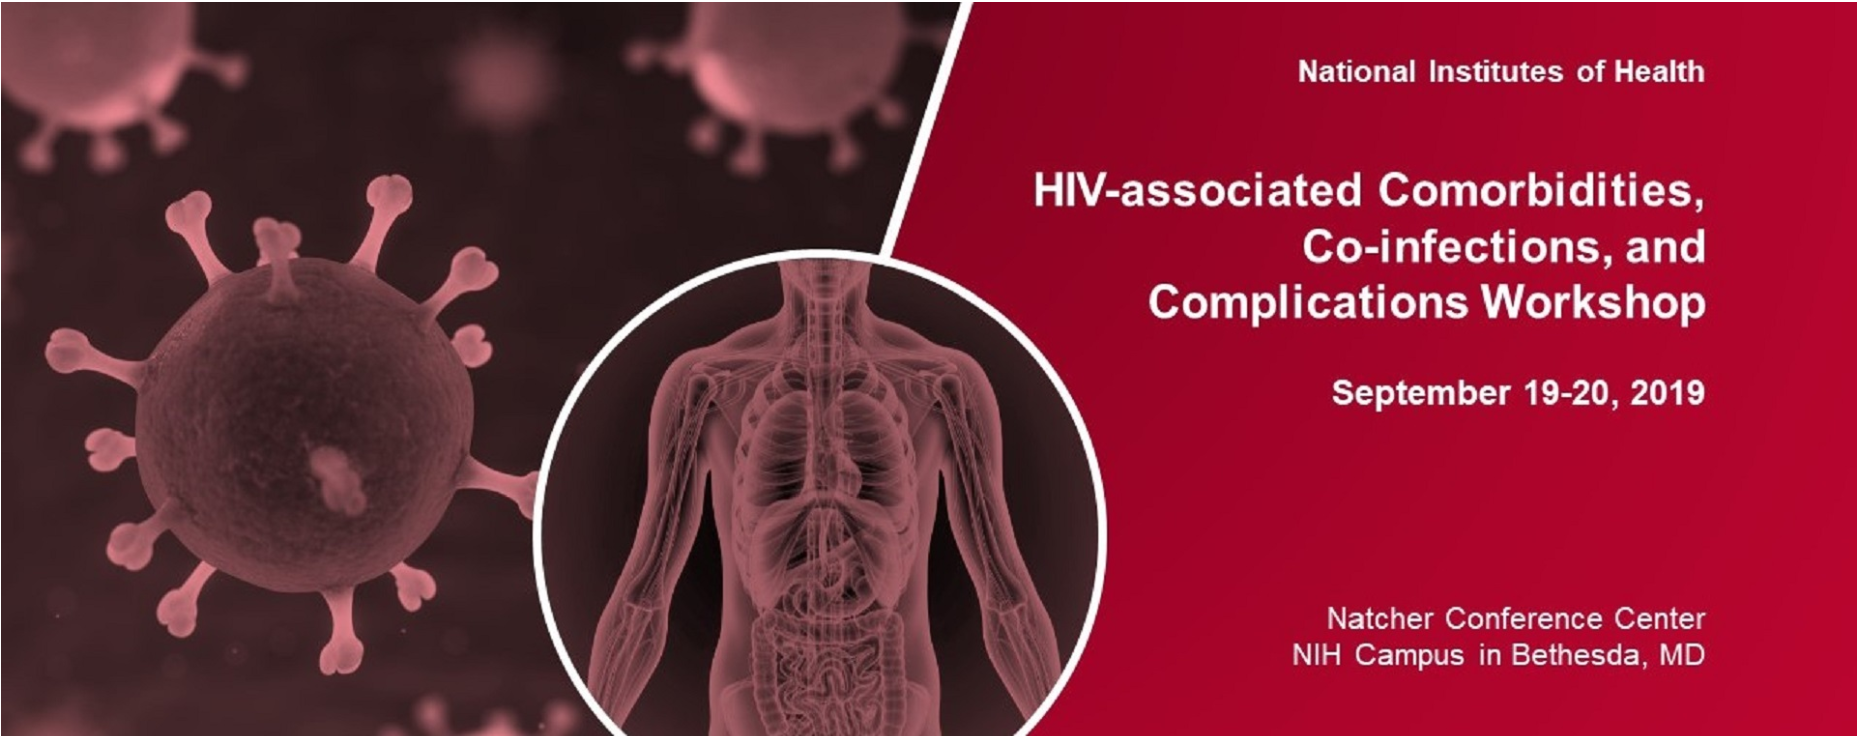 National Institutes of Health
HIV-associated Comorbidities,
Co-infections, and
Complications Workshop
September 19-20, 2019
Natcher Conference Center
NIH Campus in Bethesda, MD